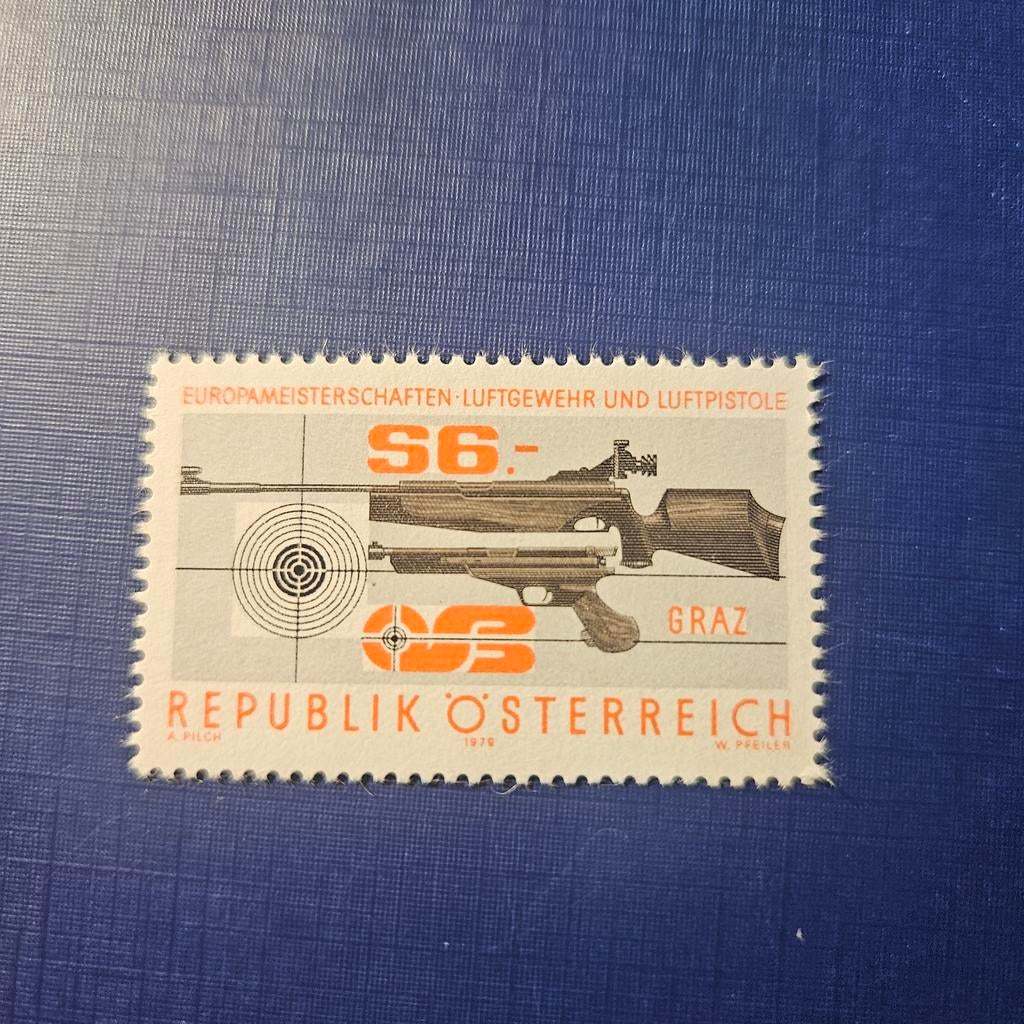 EUROPAMEISTERSCHAFTEN · LUFTGEWEHR UND LUFTPISTOLE
S6.-
GRAZ
REPUBLIK ÖSTERREICH
A. PILCH 1979 W. PFEILER